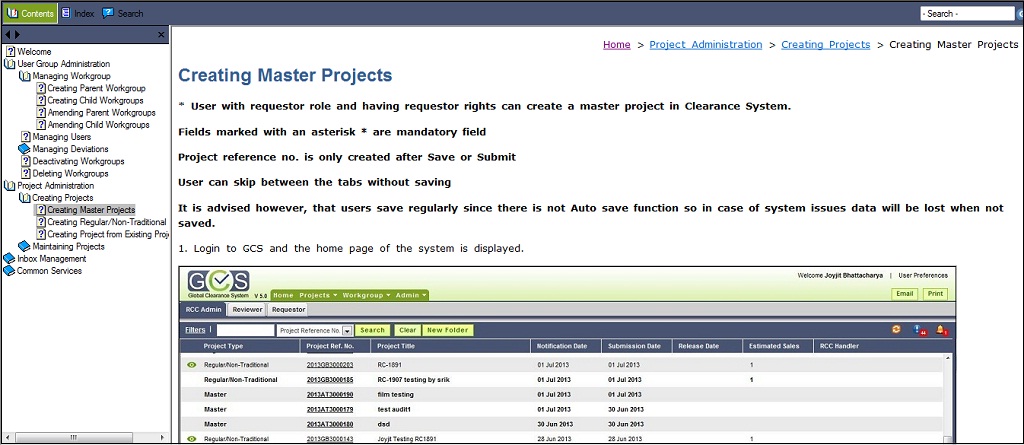 Contents Index Search - Search -
Home > Project Administration > Creating Projects > Creating Master Projects
Welcome
User Group Administration
Managing Workgroup
Creating Parent Workgroup
Creating Child Workgroups
Amending Parent Workgroups
Amending Child Workgroups
Managing Users
Managing Deviations
Deactivating Workgroups
Deleting Workgroups
Project Administration
Creating Projects
Creating Master Projects
Creating Regular/Non-Traditional
Creating Project from Existing Proj
Maintaining Projects
Inbox Management
Common Services
Creating Master Projects
* User with requestor role and having requestor rights can create a master project in Clearance System.
Fields marked with an asterisk * are mandatory field
Project reference no. is only created after Save or Submit
User can skip between the tabs without saving
It is advised however, that users save regularly since there is not Auto save function so in case of system issues data will be lost when not
saved.
1. Login to GCS and the home page of the system is displayed.
GCS
Global Clearance System V 5.0
Welcome Joyjit Bhattacharya | User Preferences
Home Projects Workgroup Admin
Email Print
RCC Admin Reviewer Requestor
Filters | Project Reference No. Search Clear New Folder
Project Type Project Ref. No. Project Title Notification Date Submission Date Release Date Estimated Sales RCC Handler
Regular/Non-Traditional 2013GB3000203 RC-1891 01 Jul 2013 01 Jul 2013 1
Regular/Non-Traditional 2013GB3000185 RC-1907 testing by srik 01 Jul 2013 01 Jul 2013 1
Master 2013AT3000190 film testing 01 Jul 2013 01 Jul 2013
Master 2013AT3000179 test audit1 01 Jul 2013 30 Jun 2013
Master 2013AT3000180 dsd 30 Jun 2013 30 Jun 2013
Regular/Non-Traditional 2013GB3000143 Joyjit Testing RC1891 28 Jun 2013 28 Jun 2013 1